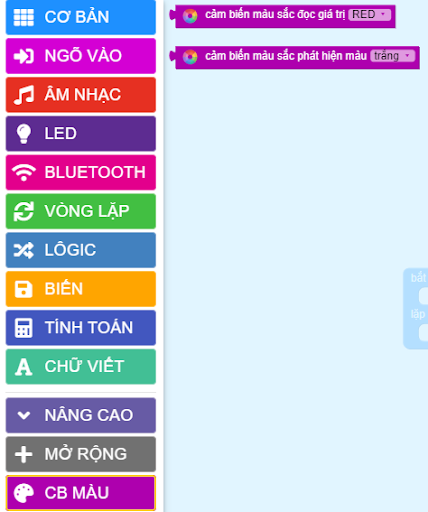 CƠ BẢN
NGÕ VÀO
ÂM NHẠC
LED
BLUETOOTH
VÒNG LẶP
LÔGIC
BIẾN
TÍNH TOÁN
CHỮ VIẾT
NÂNG CAO
MỞ RỘNG
CB MÀU
cảm biến màu sắc đọc giá trị RED
cảm biến màu sắc phát hiện màu trắng
bắt
lặp